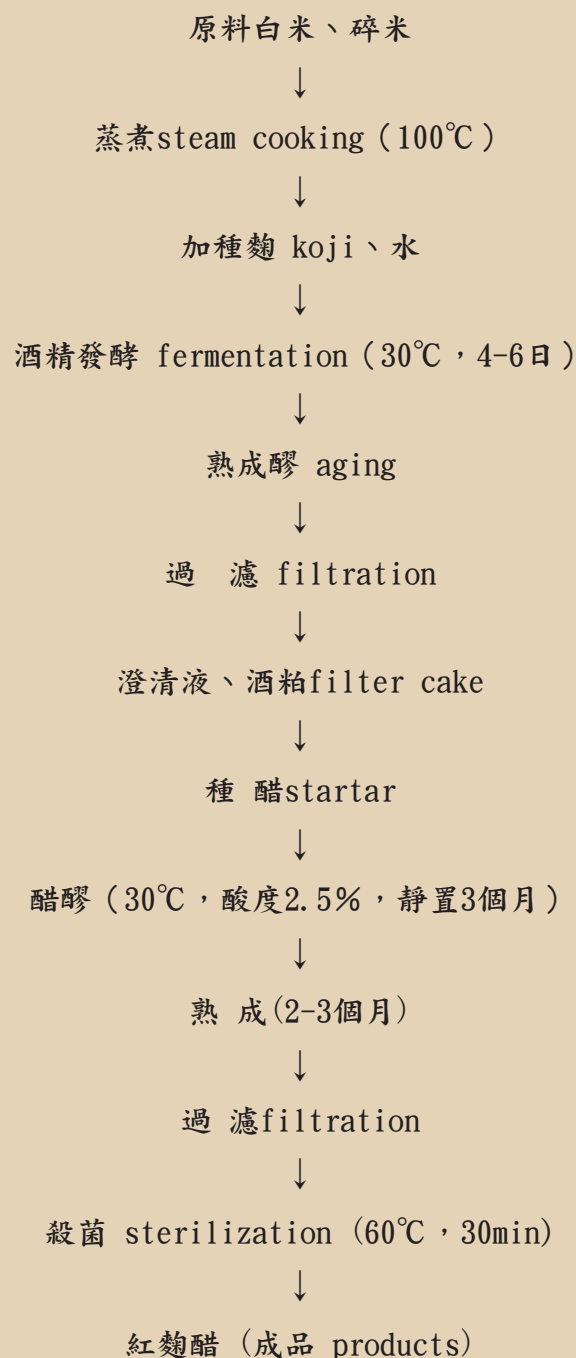 原料白米、碎米
↓
蒸煮steam cooking（100℃）
↓
加種麴 koji、水
↓
酒精發酵 fermentation（30℃，4-6日）
↓
熟成醪 aging
↓
過 濾 filtration
↓
澄清液、酒粕filter cake
↓
種 醋startar
↓
醋醪（30℃，酸度2.5%，靜置3個月）
↓
熟 成(2-3個月)
↓
過 濾filtration
↓
殺菌 sterilization (60℃，30min)
↓
紅麴醋 (成品 products)